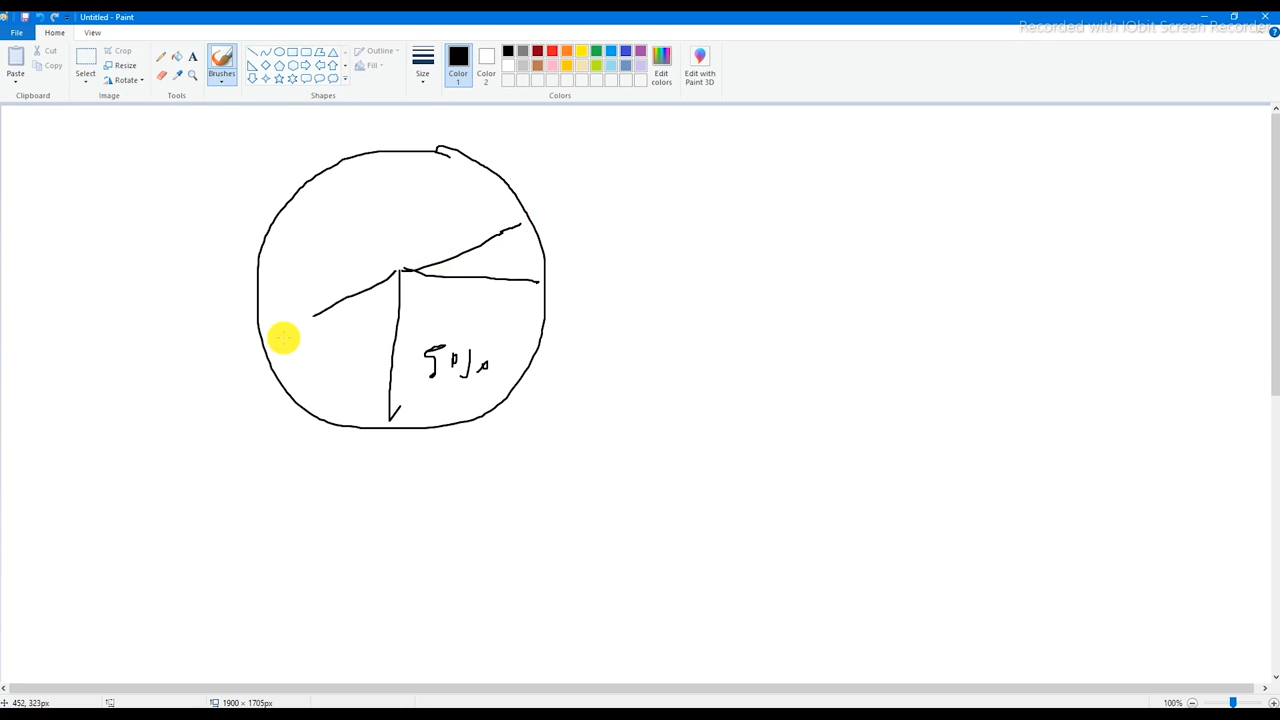 Untitled - Paint
Recorded with IObit Screen Recorder
File
Home
View
Paste
Cut
Copy
Clipboard
Select
Crop
Resize
Rotate
Image
Tools
Brushes
Shapes
Outline
Fill
Size
Color 1
Color 2
Colors
Edit colors
Edit with Paint 3D
452, 323px
1900 × 1705px
100%